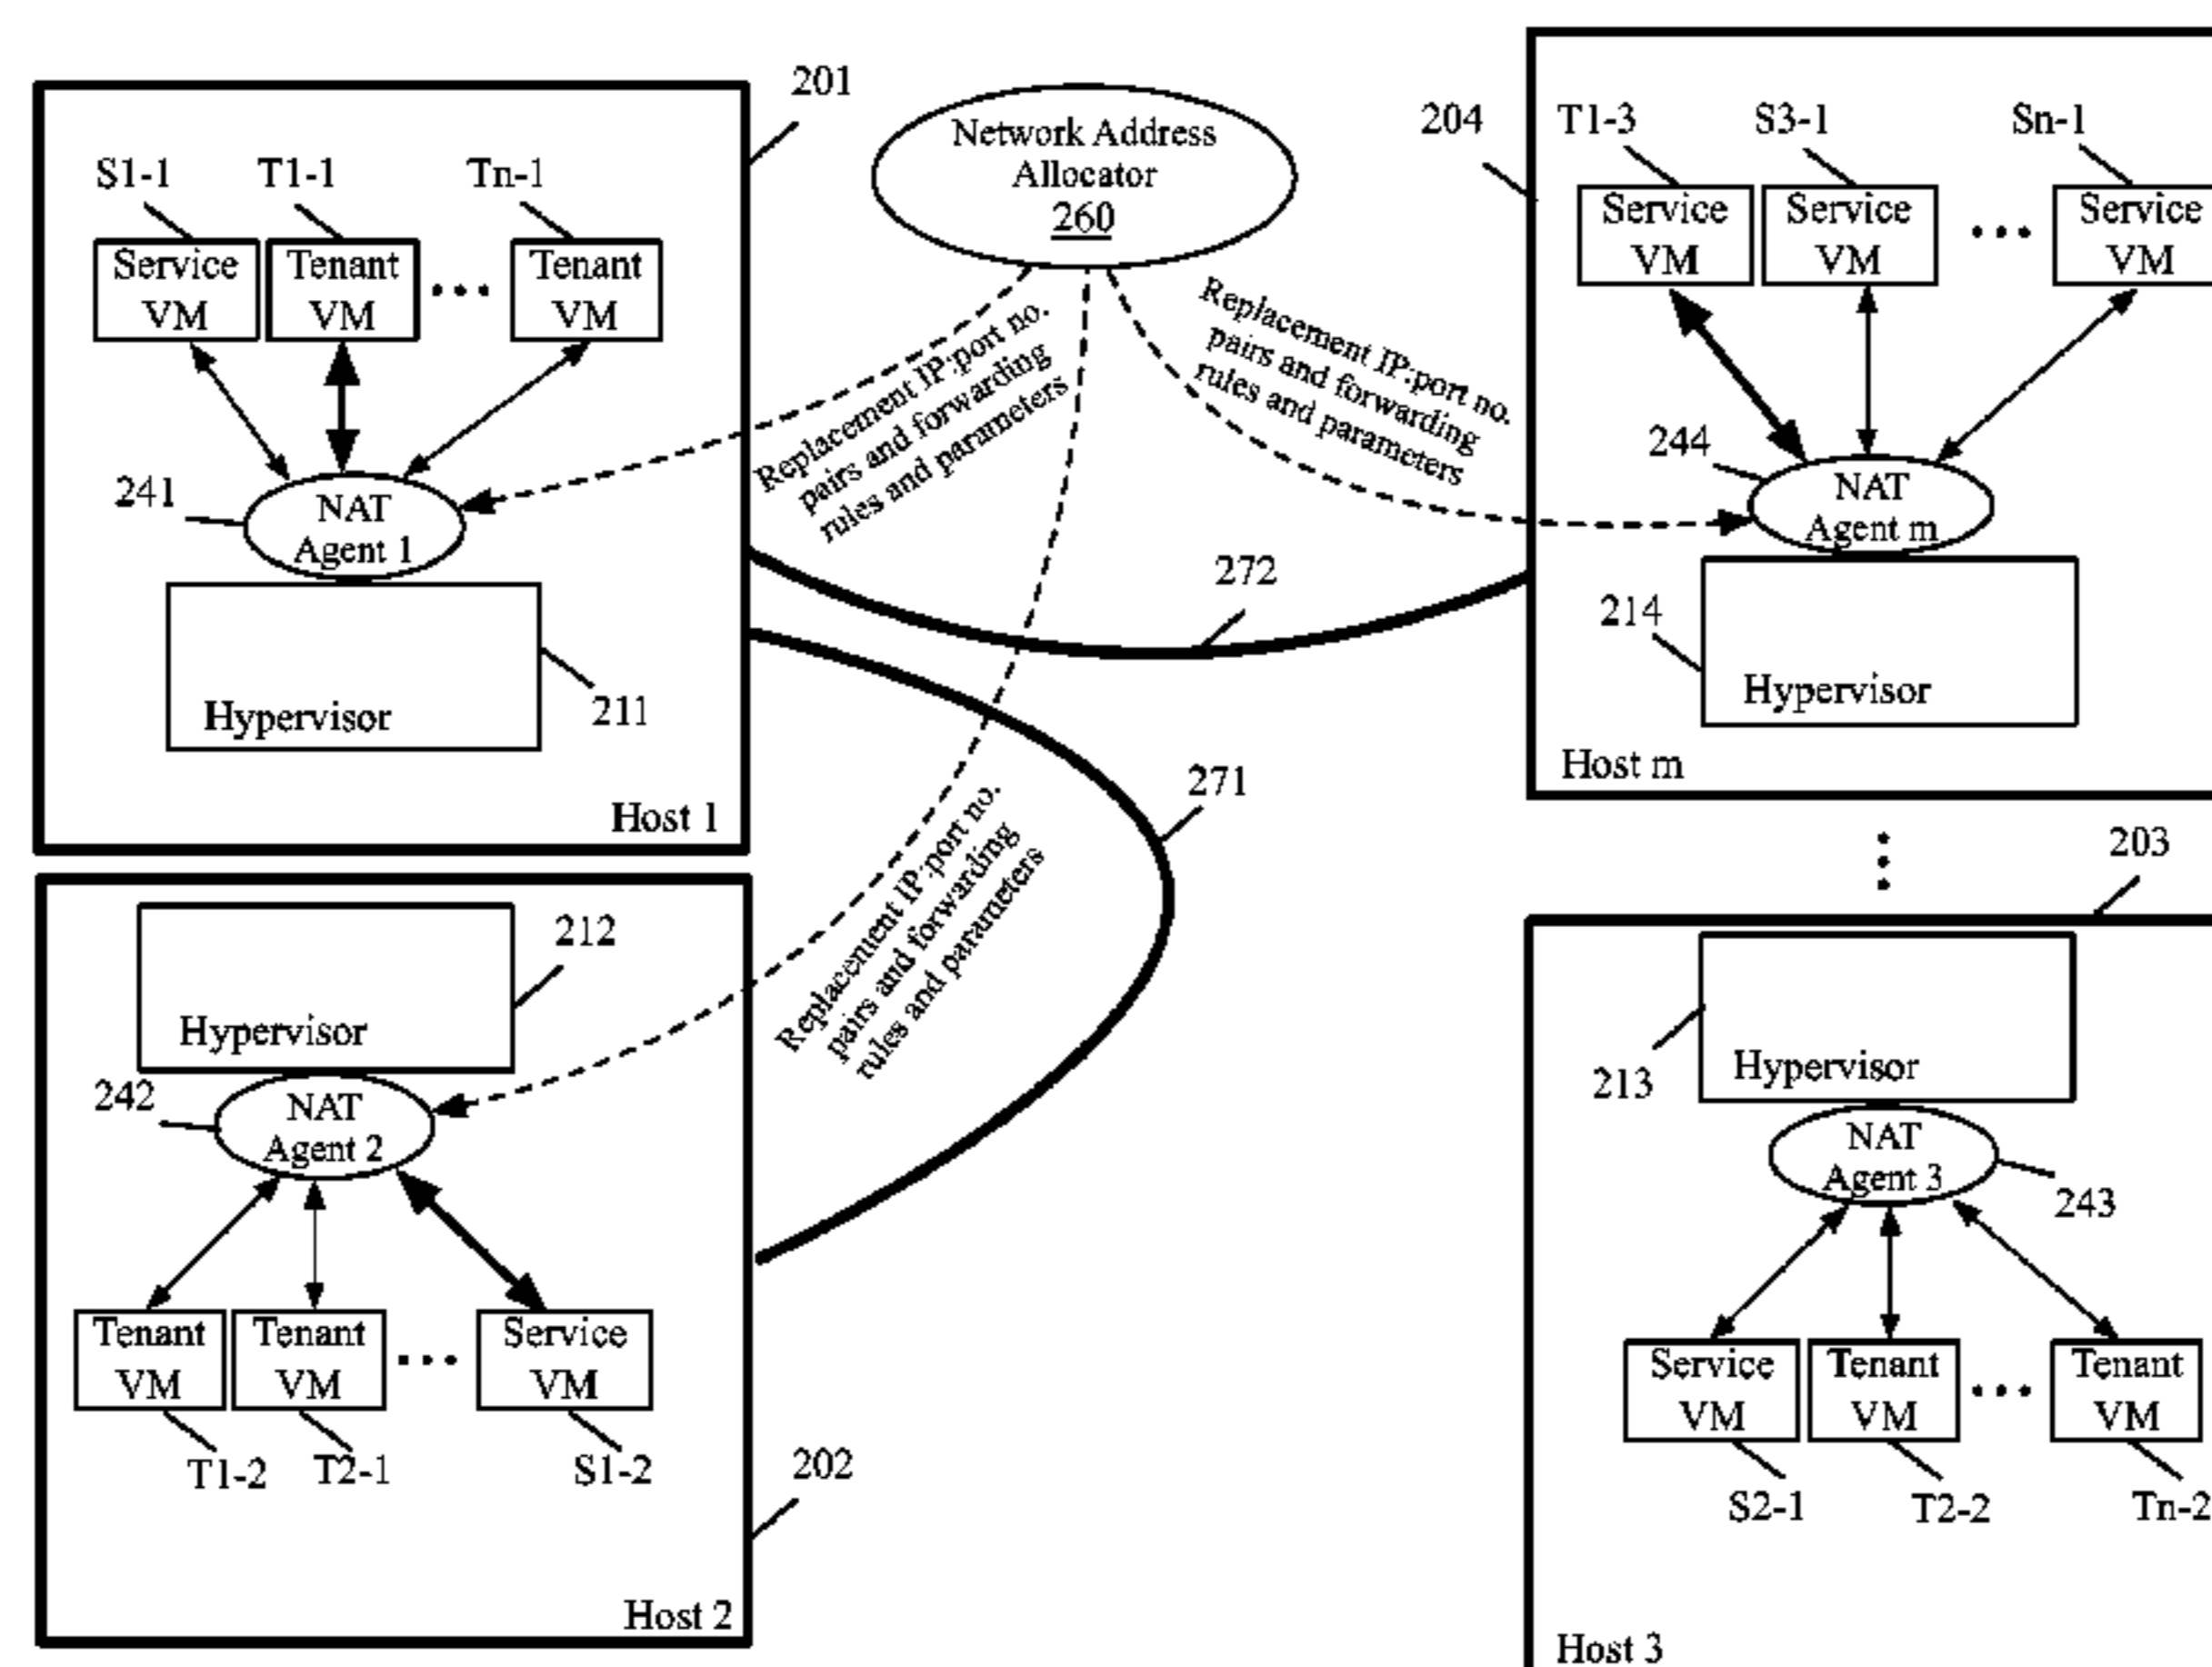 201
S1-1
T1-1
Tn-1
Service
VM
Tenant
VM
Tenant
VM
241
NAT
Agent 1
Hypervisor
211
Host 1
Network Address
Allocator
260
Replacement IP:port no.
pairs and forwarding
rules and parameters
Replacement IP:port no.
pairs and forwarding
rules and parameters
Replacement IP:port no.
pairs and forwarding
rules and parameters
272
271
204
T1-3
S3-1
Sn-1
Service
VM
Service
VM
Service
VM
244
NAT
Agent m
214
Hypervisor
Host m
212
Hypervisor
242
NAT
Agent 2
Tenant
VM
Tenant
VM
Service
VM
T1-2
T2-1
S1-2
202
Host 2
203
213
Hypervisor
NAT
Agent 3
243
Service
VM
Tenant
VM
Tenant
VM
S2-1
T2-2
Tn-2
Host 3